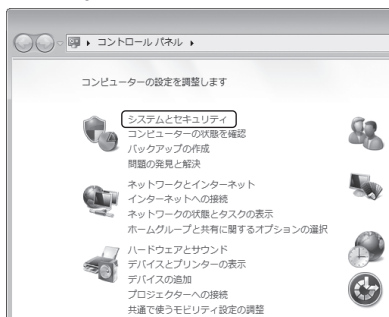 コントロール パネル
コンピューターの設定を調整します
システムとセキュリティ
コンピューターの状態を確認
バックアップの作成
問題の発見と解決
ネットワークとインターネット
インターネットへの接続
ネットワークの状態とタスクの表示
ホームグループと共有に関するオプションの選択
ハードウェアとサウンド
デバイスとプリンターの表示
デバイスの追加
プロジェクターへの接続
共通で使うモビリティ設定の調整